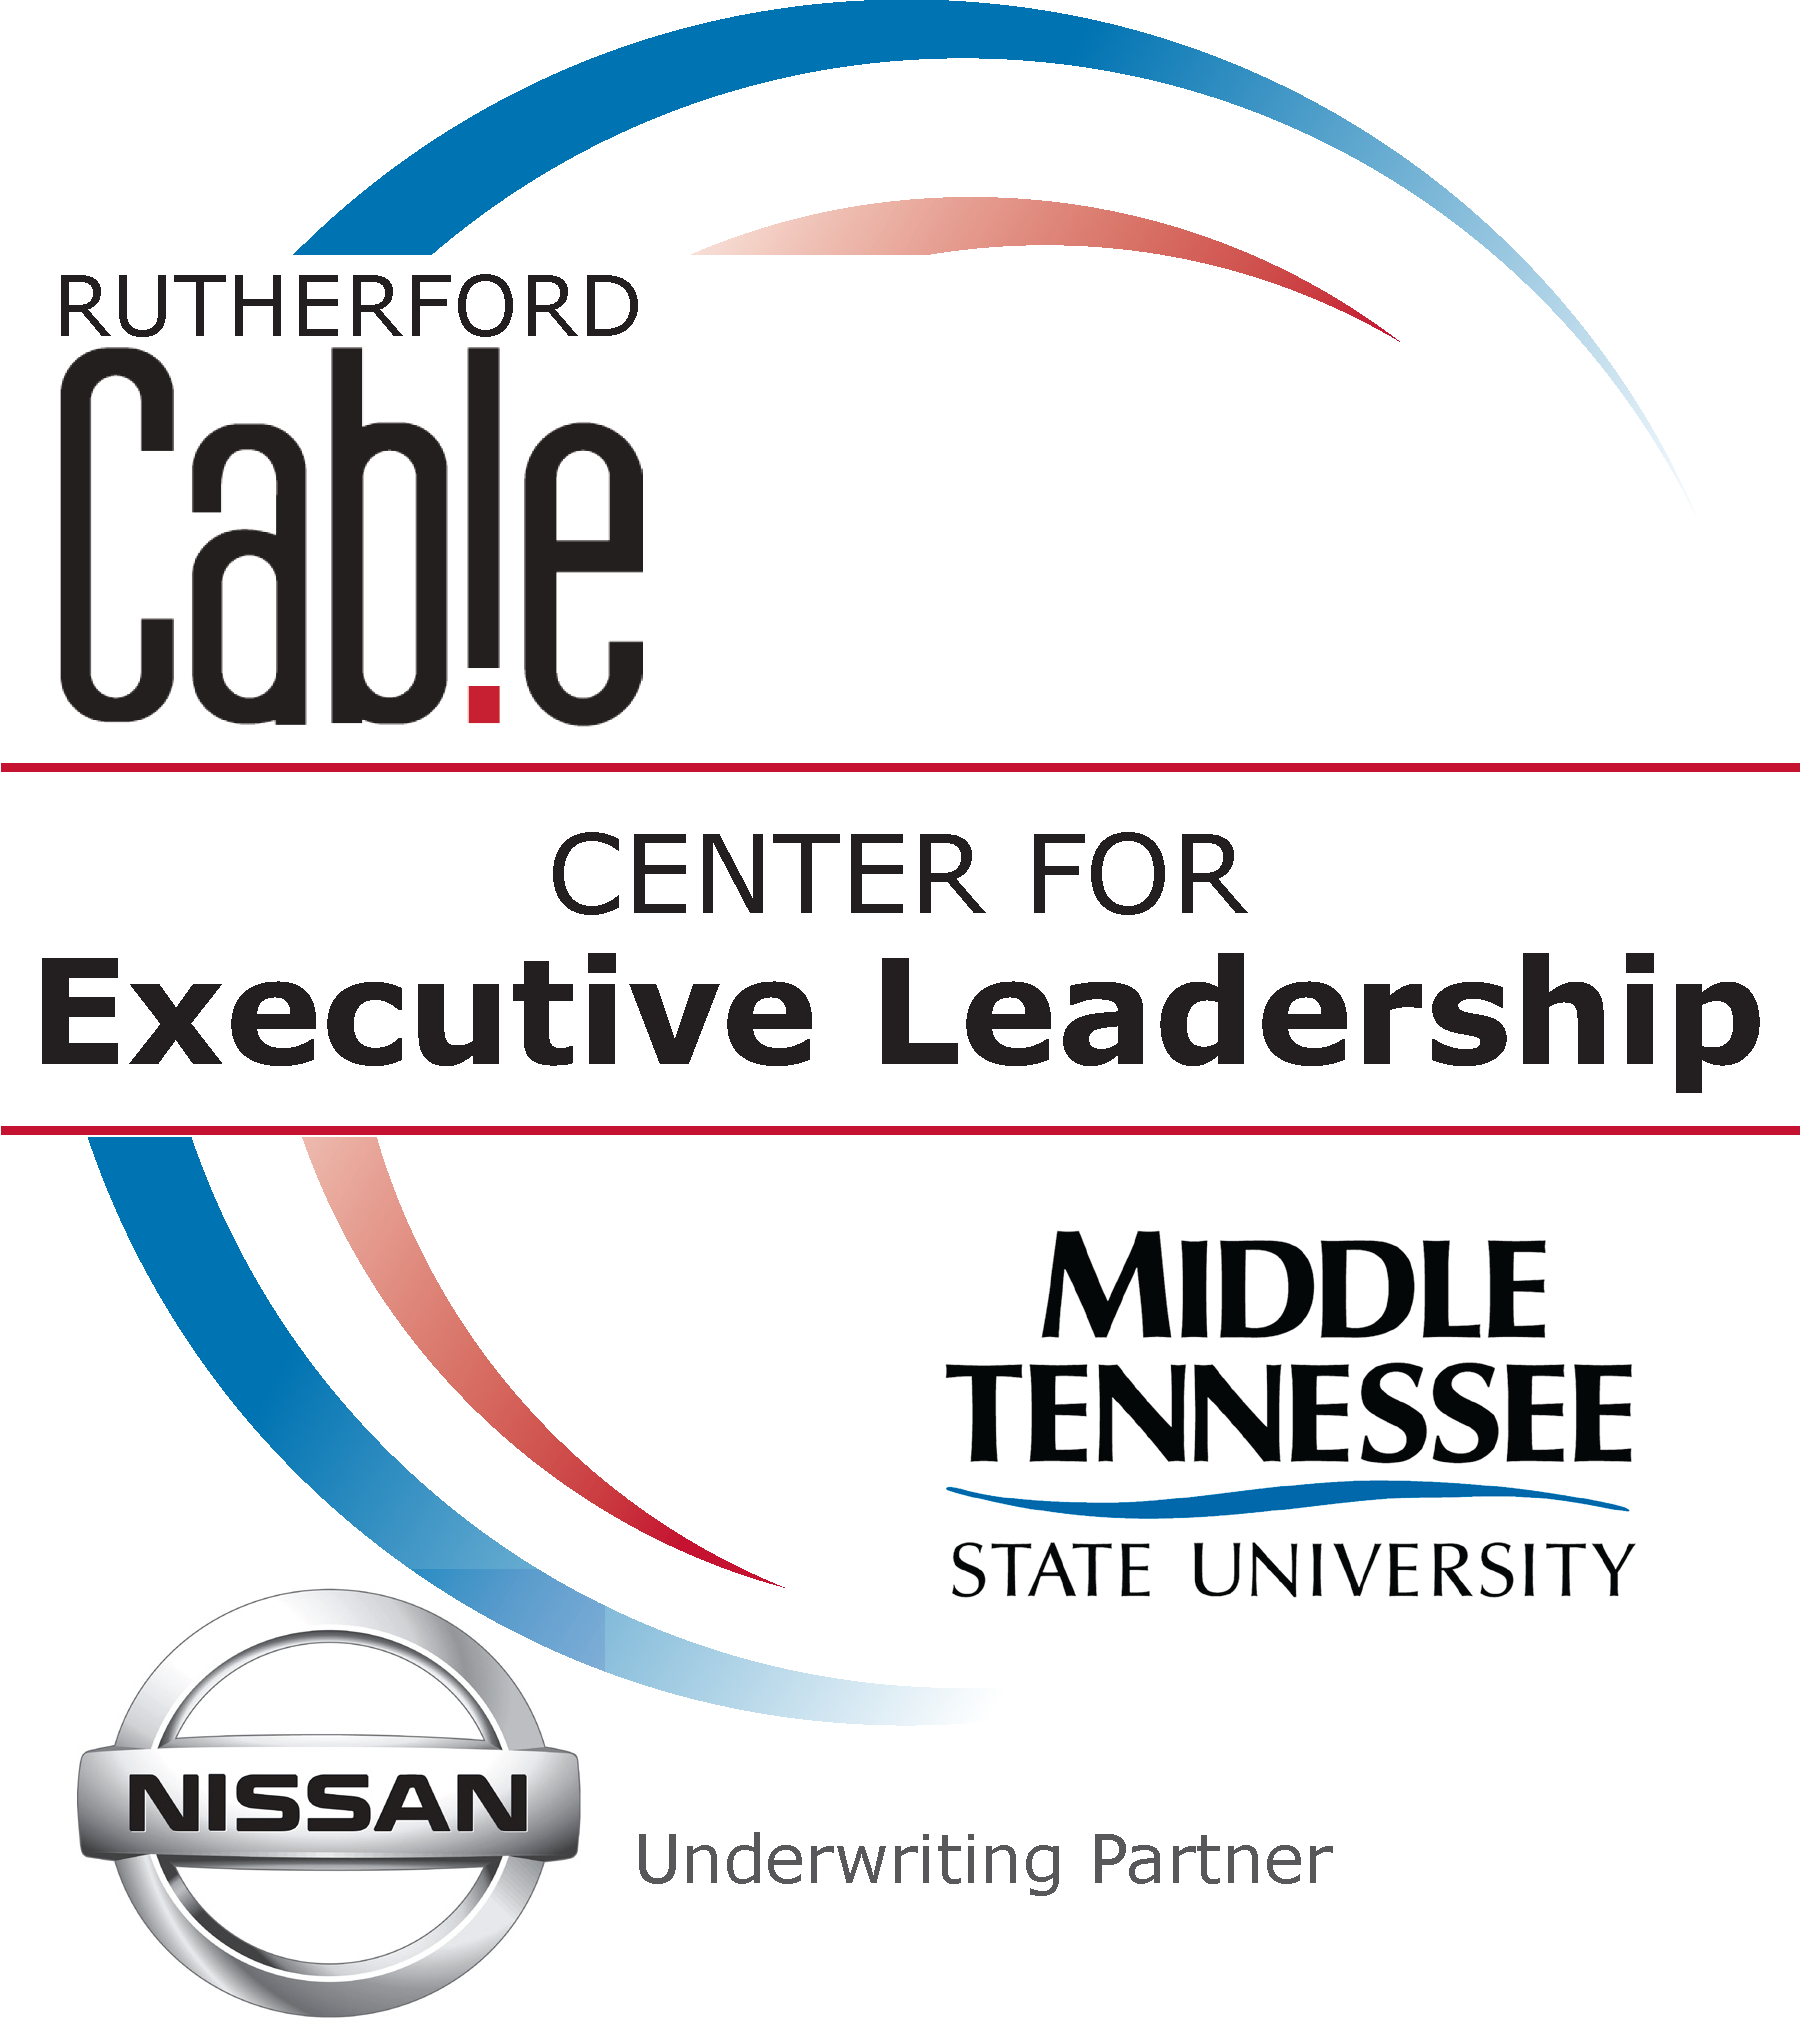 RUTHERFORD
Cable
CENTER FOR
Executive Leadership
MIDDLE
TENNESSEE
STATE UNIVERSITY
NISSAN
Underwriting Partner